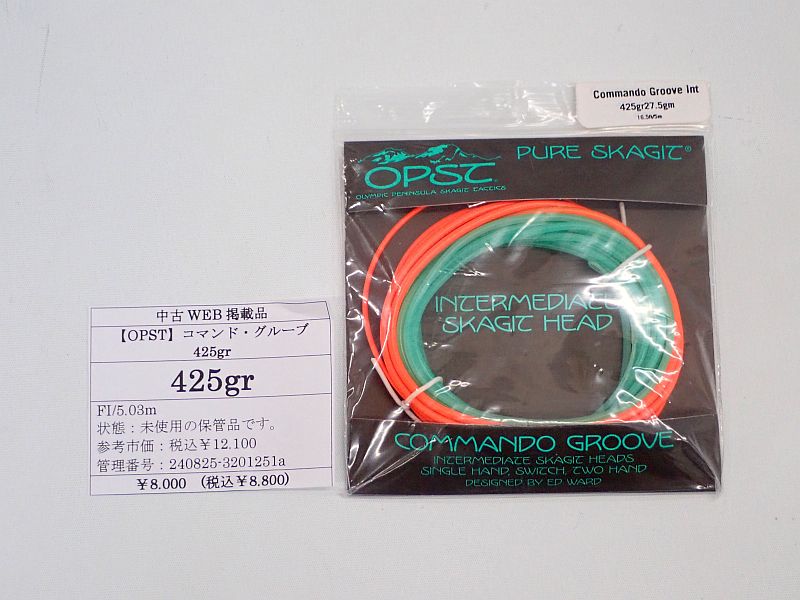 Commando Groove Int
425gr27.5gm
16.5ft/5m
PURE SKAGIT®
OPST
OLYMPIC PENINSULA SKAGIT TACTICS
INTERMEDIATE
SKAGIT HEAD
COMMANDO GROOVE
INTERMEDIATE SKAGIT HEADS
SINGLE HAND, SWITCH, TWO HAND
DESIGNED BY ED WARD
中古WEB掲載品
【OPST】コマンド・グルーブ
425gr
425gr
FI/5.03m
状態：未使用の保管品です。
参考市価：税込￥12,100
管理番号：240825-3201251a
￥8.000 （税込￥8.800）